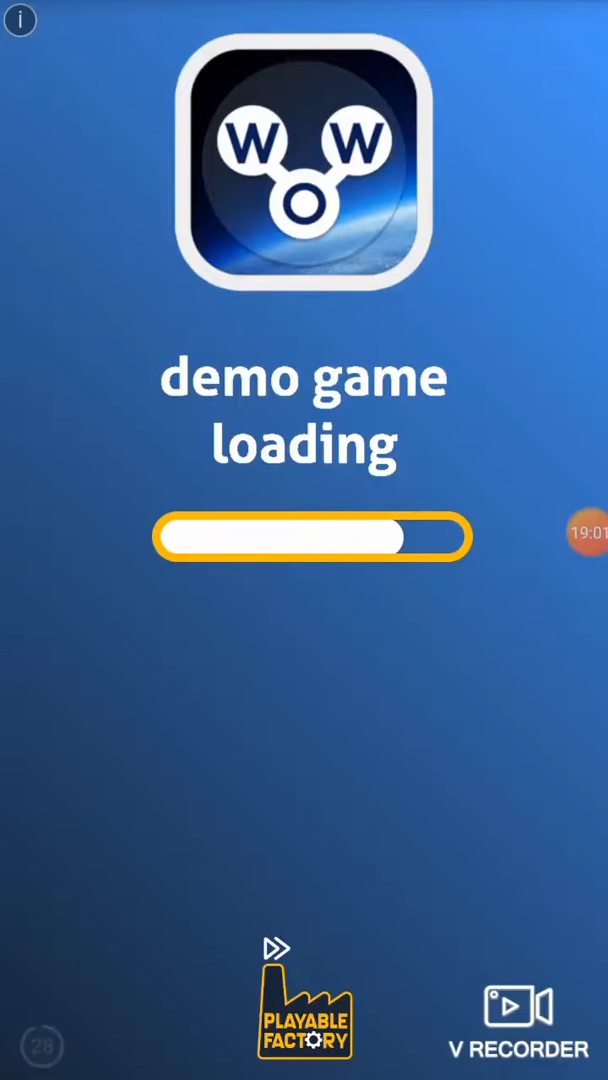 i
W W
O
demo game
loading
19:01
PLAYABLE
FACTORY
V RECORDER
28